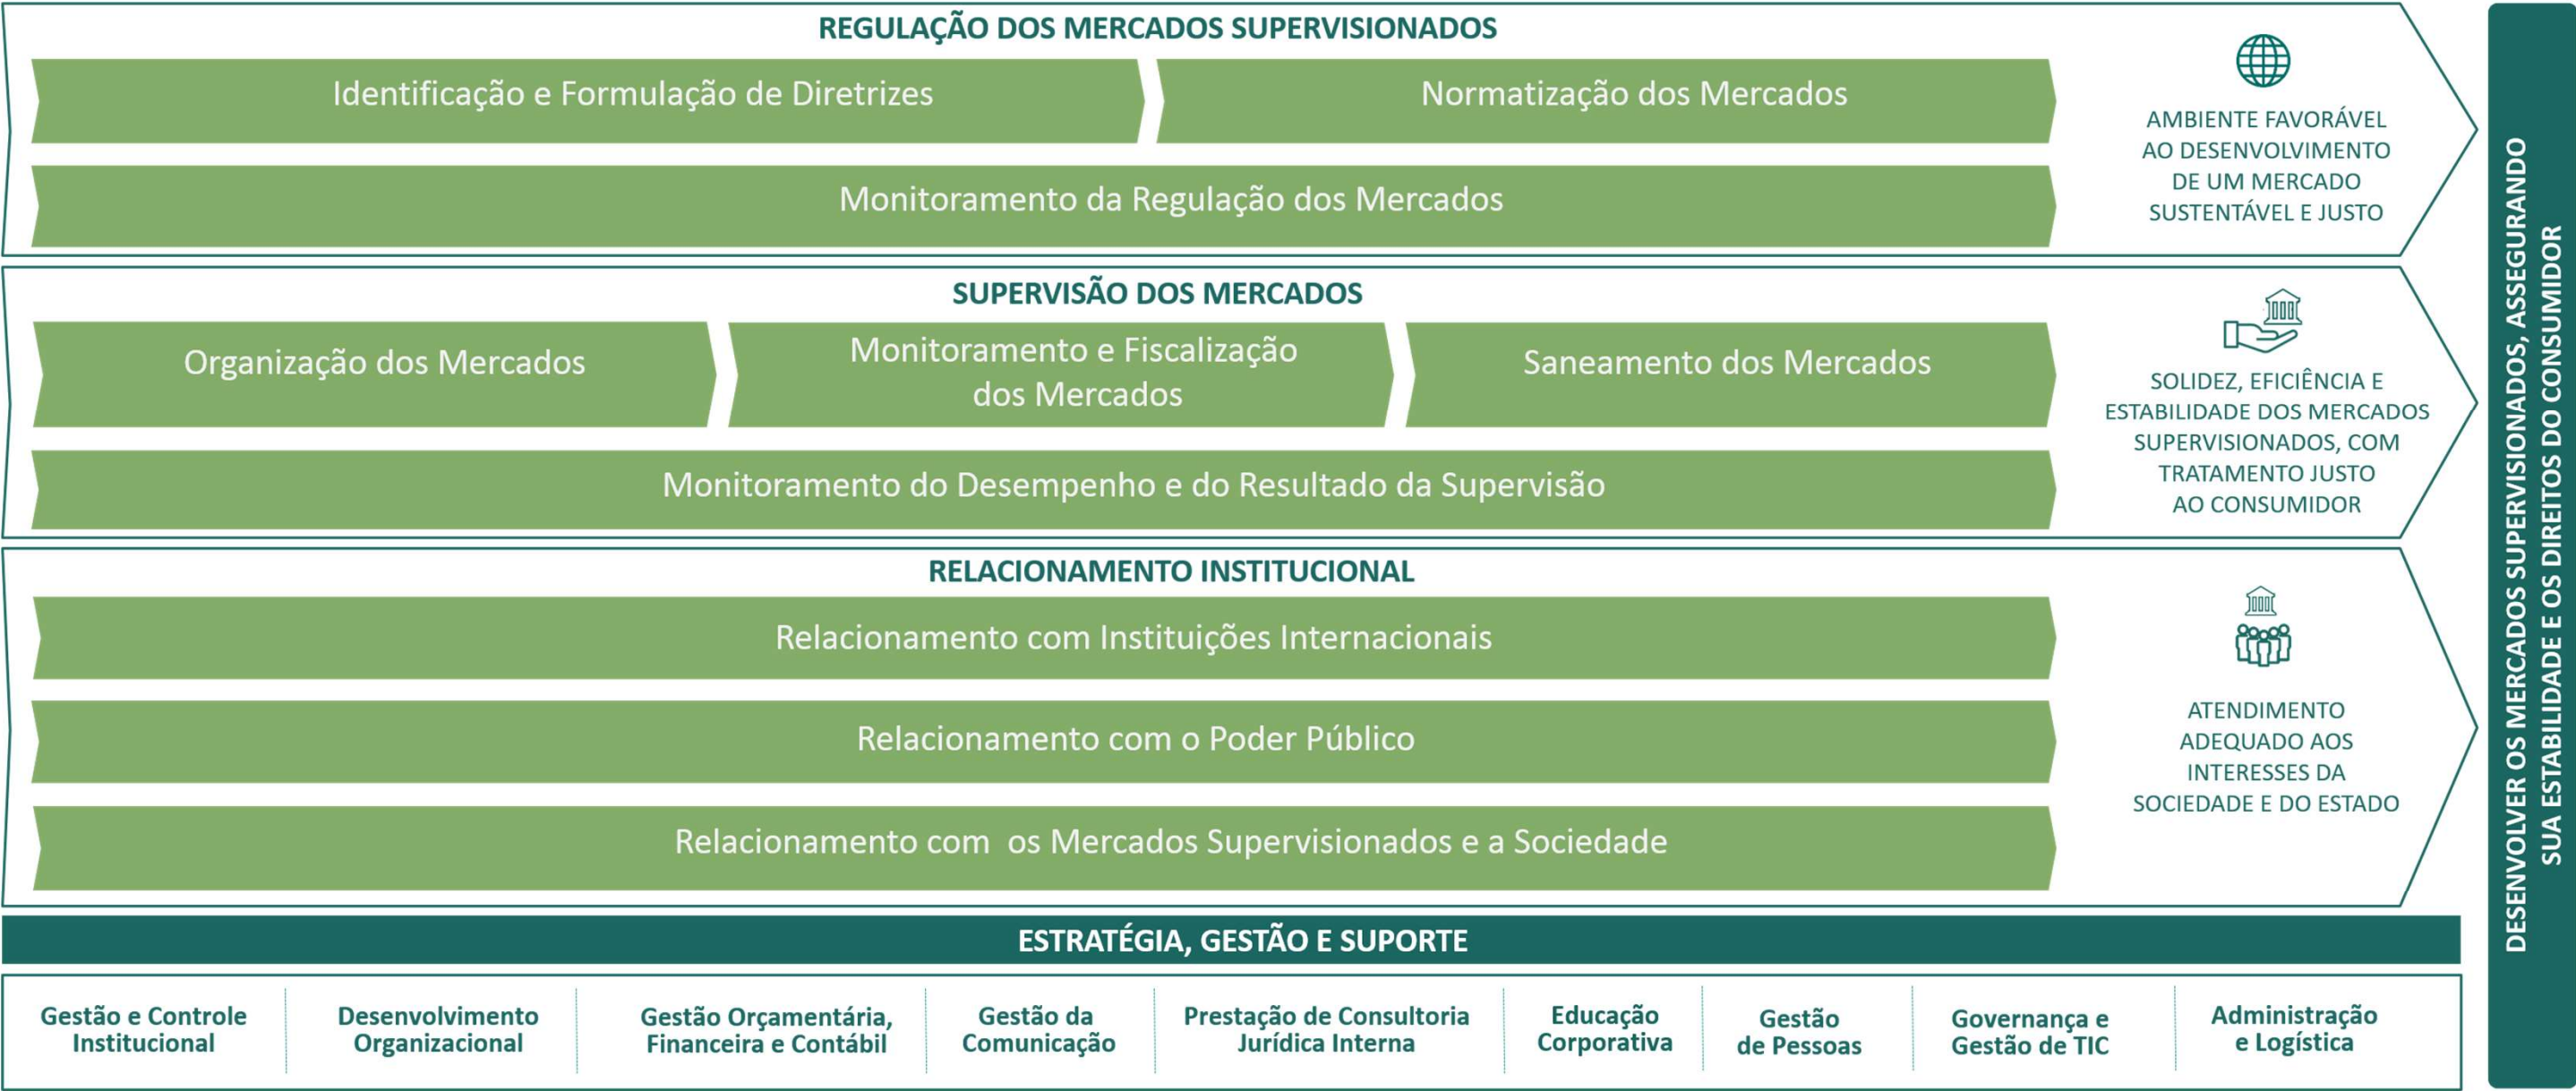 REGULAÇÃO DOS MERCADOS SUPERVISIONADOS
Identificação e Formulação de Diretrizes
Normatização dos Mercados
Monitoramento da Regulação dos Mercados
AMBIENTE FAVORÁVEL
AO DESENVOLVIMENTO
DE UM MERCADO
SUSTENTÁVEL E JUSTO
SUPERVISÃO DOS MERCADOS
Organização dos Mercados
Monitoramento e Fiscalização
dos Mercados
Saneamento dos Mercados
Monitoramento do Desempenho e do Resultado da Supervisão
SOLIDEZ, EFICIÊNCIA E
ESTABILIDADE DOS MERCADOS
SUPERVISIONADOS, COM
TRATAMENTO JUSTO
AO CONSUMIDOR
RELACIONAMENTO INSTITUCIONAL
Relacionamento com Instituições Internacionais
Relacionamento com o Poder Público
Relacionamento com os Mercados Supervisionados e a Sociedade
ATENDIMENTO
ADEQUADO AOS
INTERESSES DA
SOCIEDADE E DO ESTADO
ESTRATÉGIA, GESTÃO E SUPORTE
Gestão e Controle
Institucional
Desenvolvimento
Organizacional
Gestão Orçamentária,
Financeira e Contábil
Gestão da
Comunicação
Prestação de Consultoria
Jurídica Interna
Educação
Corporativa
Gestão
de Pessoas
Governança e
Gestão de TIC
Administração
e Logística
DESENVOLVER OS MERCADOS SUPERVISIONADOS, ASSEGURANDO
SUA ESTABILIDADE E OS DIREITOS DO CONSUMIDOR